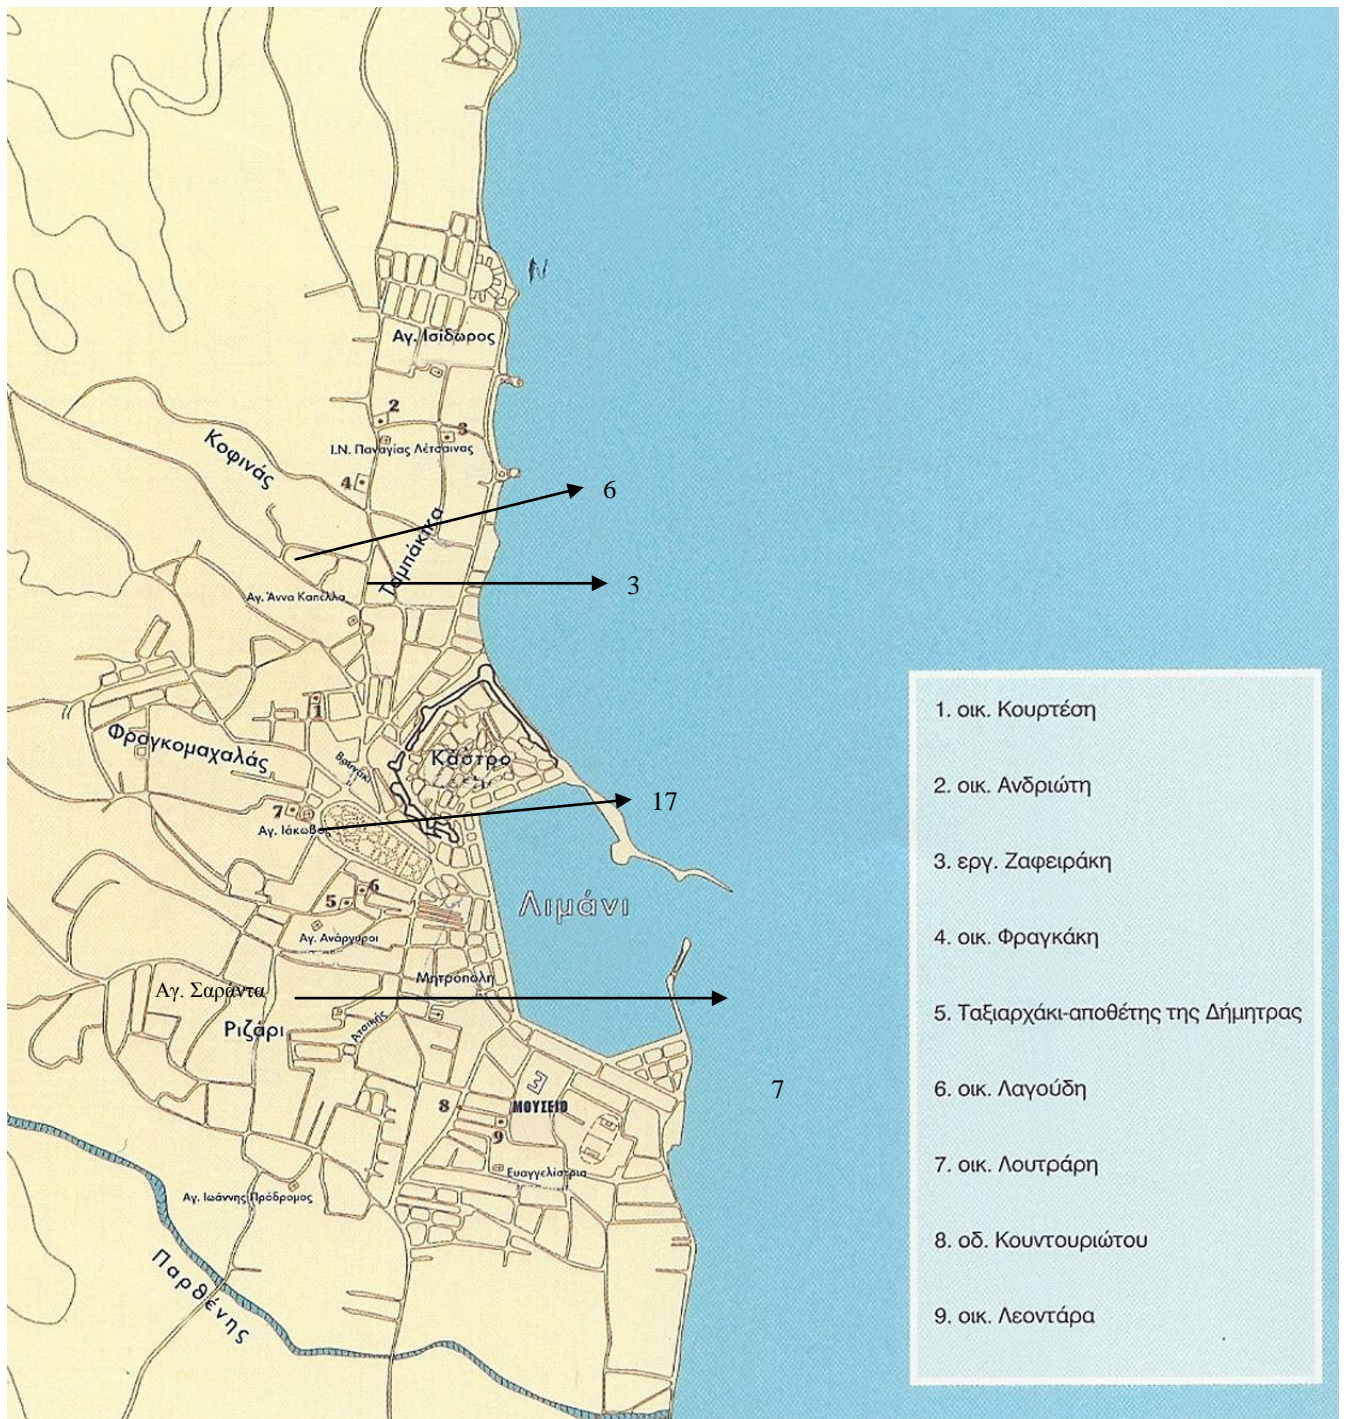 N
Αγ. Ισίδωρος
2
3
Ι.Ν. Παναγίας Λέτσαινας
Κοφινάς
4
6
Ταμπάκικα
3
Αγ. Άννα Καπέλλα
1
Φραγκομαχαλάς
Βουνάκι
Κάστρο
17
7
Αγ. Ιάκωβος
6
5
Λιμάνι
Αγ. Ανάργυροι
Μητρόπολη
Αγ. Σαράντα
Ριζάρι
Ατσικής
7
8
ΜΟΥΣΕΙΟ
9
Ευαγγελίστρια
Αγ. Ιωάννης Πρόδρομος
Παρθένης
1. οικ. Κουρτέση
2. οικ. Ανδριώτη
3. εργ. Ζαφειράκη
4. οικ. Φραγκάκη
5. Ταξιαρχάκι-αποθέτης της Δήμητρας
6. οικ. Λαγούδη
7. οικ. Λουτράρη
8. οδ. Κουντουριώτου
9. οικ. Λεοντάρα